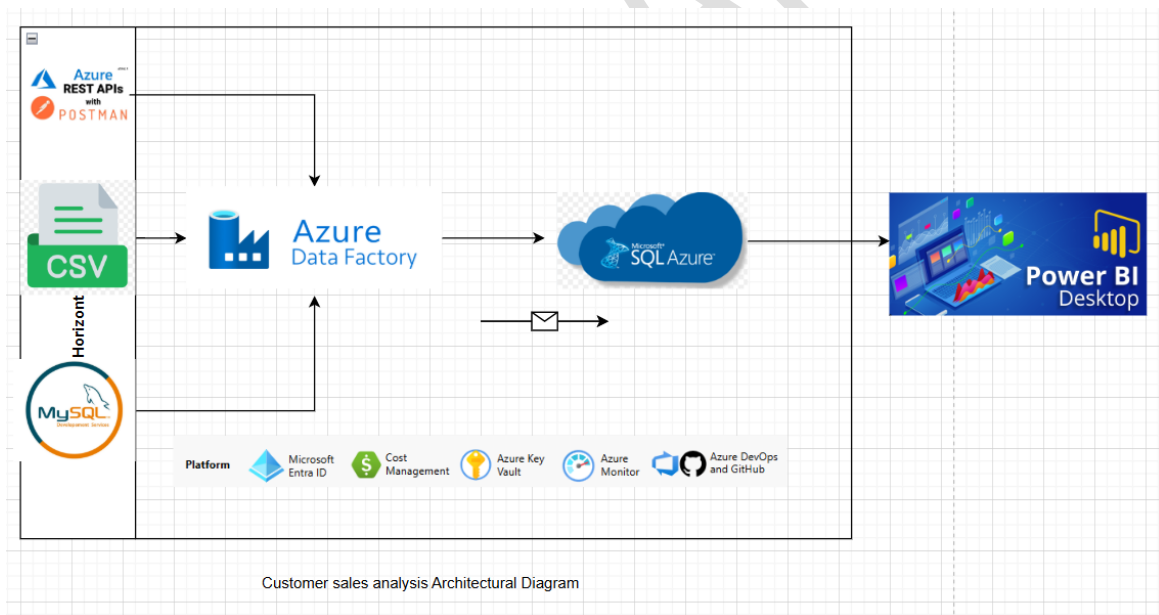 Azure
REST APIs
with
POSTMAN
CSV
Horizont
MySQL
Azure
Data Factory
Microsoft
SQL Azure
Power BI
Desktop
Platform
Microsoft
Entra ID
Cost
Management
Azure Key
Vault
Azure
Monitor
Azure DevOps
and GitHub
Customer sales analysis Architectural Diagram